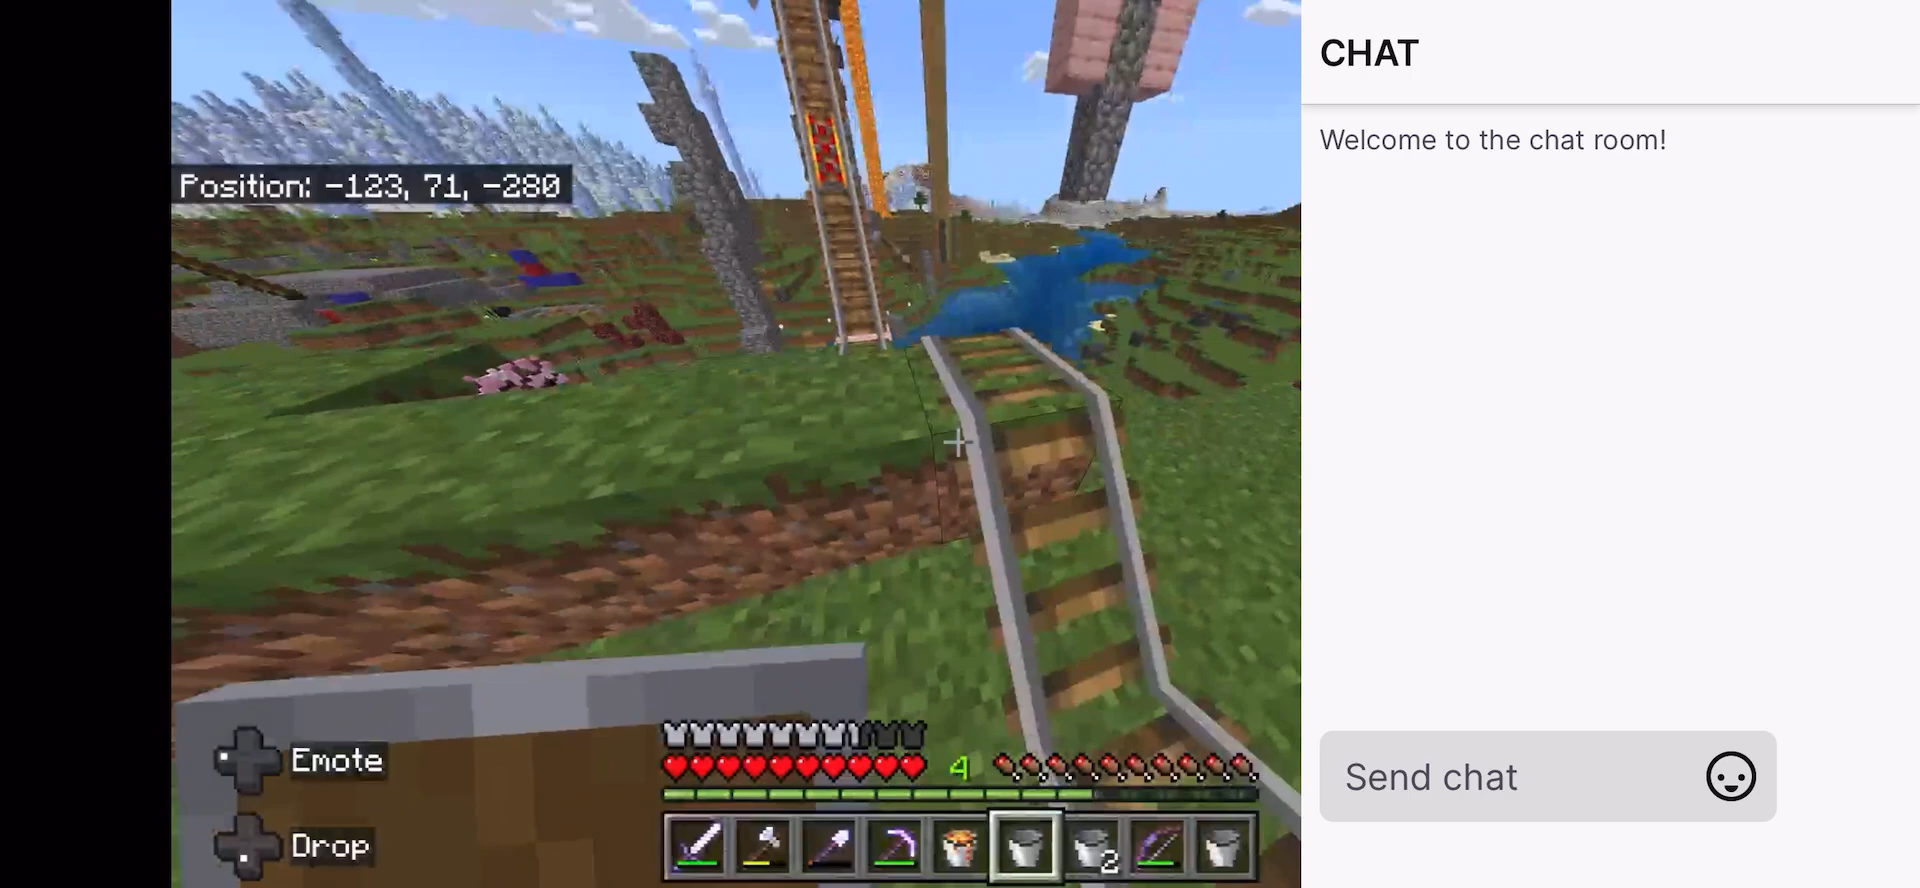 CHAT
Welcome to the chat room!
Position: -123, 71, -280
Emote
4
Drop
2
Send chat